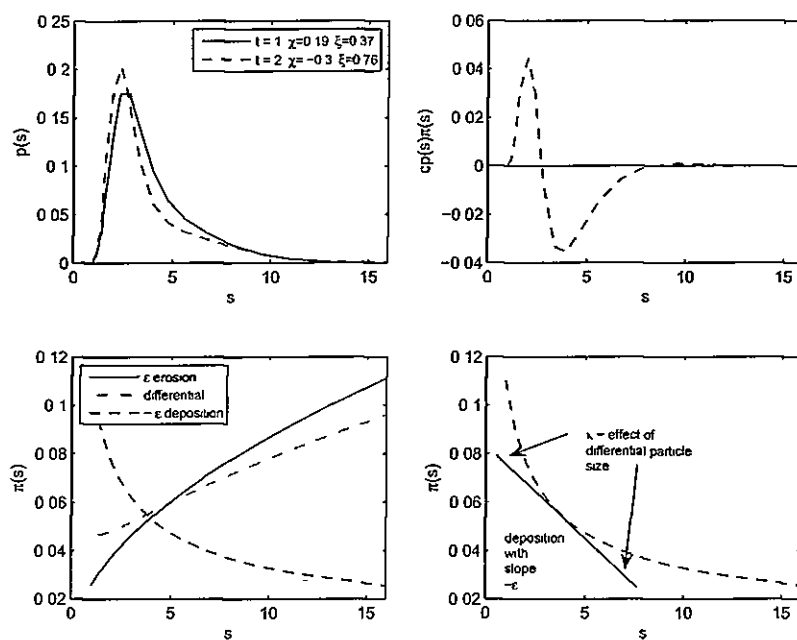 t = 1 χ=0 19 ξ=0.37
t = 2 χ=−0.3 ξ=0.76
0 2
0.15
0 1
0 05
0
p(s)
0 5 10 15
s
0.04
0.02
0
−0.02
−0 04
cp(s)π(s)
0 5 10 15
s
0 12
0 1
0 08
0 06
0 04
0 02
π(s)
ε erosion
differential
−ε deposition
0 5 10 15
s
0 12
0 1
0 08
0 06
0 04
0 02
π(s)
effect of
differential particle
size
deposition
with
slope
−ε
0 5 10 15
s